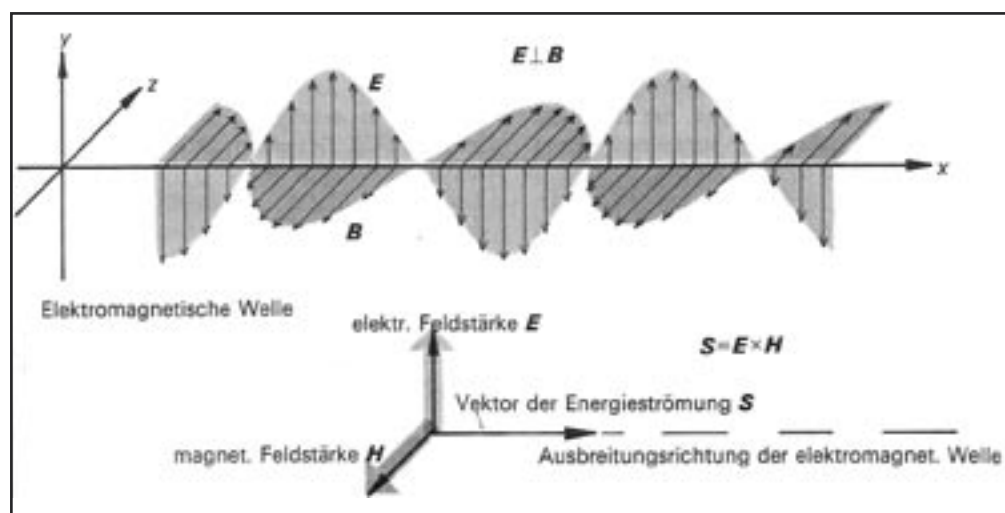 y
z
E
E⊥B
x
B
Elektromagnetische Welle
elektr. Feldstärke E
S=E×H
Vektor der Energieströmung S
magnet. Feldstärke H
Ausbreitungsrichtung der elektromagnet. Welle